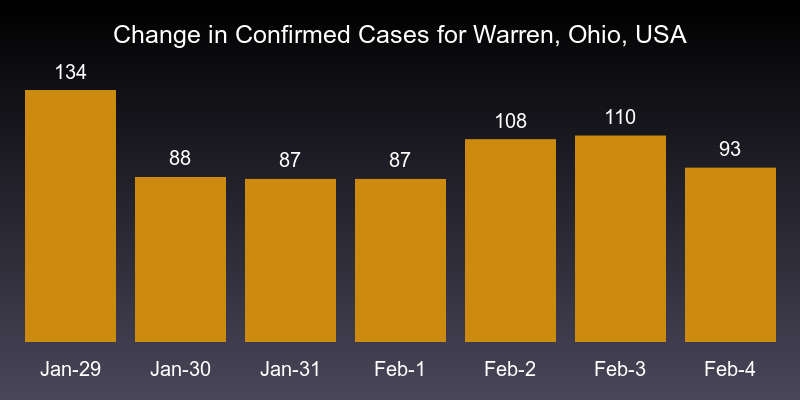 Change in Confirmed Cases for Warren, Ohio, USA
134
88
87
87
108
110
93
Jan-29
Jan-30
Jan-31
Feb-1
Feb-2
Feb-3
Feb-4